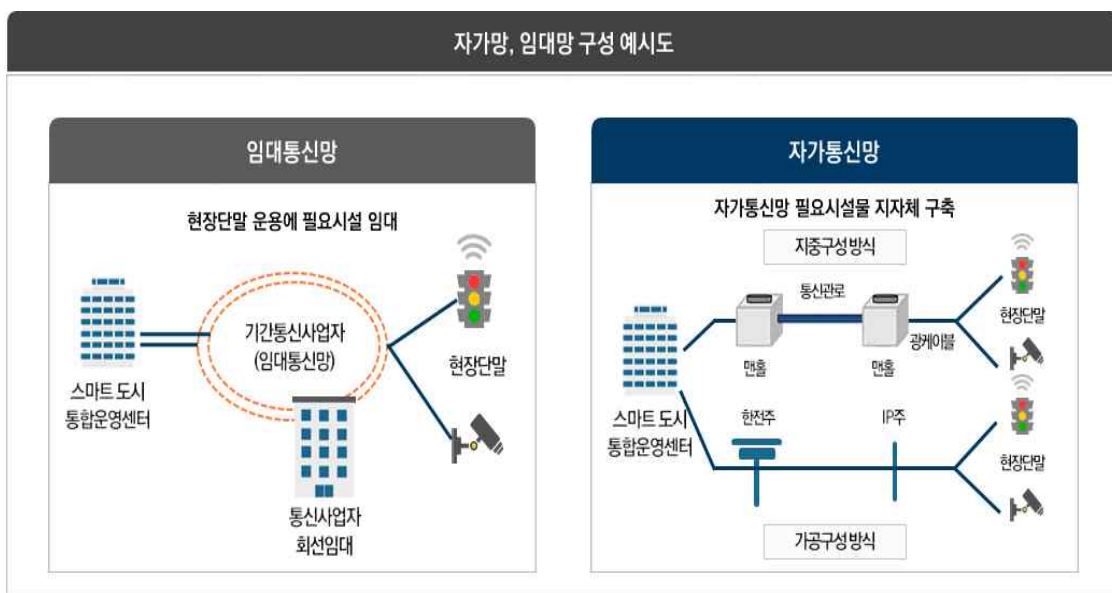 자가망, 임대망 구성 예시도
임대통신망
현장단말 운용에 필요시설 임대
기간통신사업자
(임대통신망)
스마트 도시
통합운영센터
현장단말
통신사업자
회선임대
자가통신망
자가통신망 필요시설물 지자체 구축
지중구성방식
통신관로
맨홀
맨홀
광케이블
현장단말
스마트 도시
통합운영센터
한전주
IP주
현장단말
가공구성방식